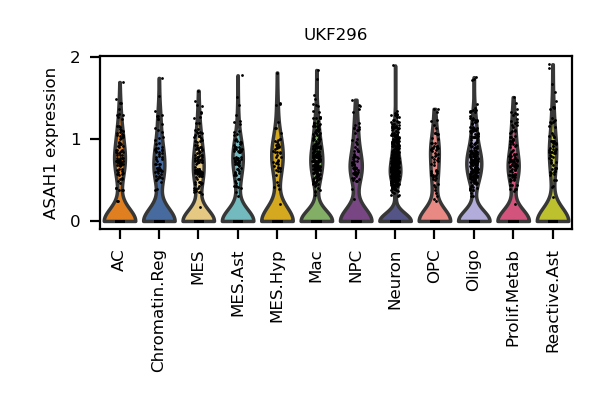 UKF296
ASAH1 expression
2
1
0
AC
Chromatin.Reg
MES
MES.Ast
MES.Hyp
Mac
NPC
Neuron
OPC
Oligo
Prolif.Metab
Reactive.Ast